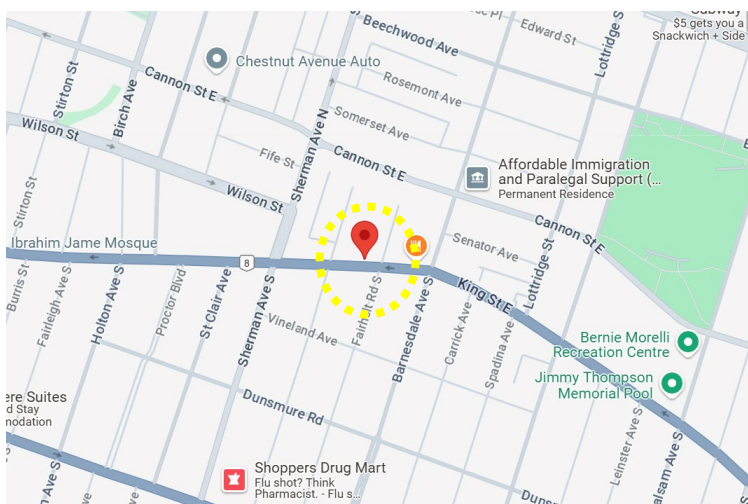 Subway
$5 gets you a
Snackwich + Side
Beechwood Ave
Edward St
Lottridge St
Chestnut Avenue Auto
Cannon St E
Rosemont Ave
Stirton St
Birch Ave
Sherman Ave N
Somerset Ave
Wilson St
Fife St
Cannon St E
Affordable Immigration
and Paralegal Support (...
Permanent Residence
Stirton St
Wilson St
Cannon St E
Ibrahim Jame Mosque
8
Senator Ave
Lottridge St
Burris St
Fairleigh Ave S
Holton Ave S
Proctor Blvd
St Clair Ave
Sherman Ave S
Vineland Ave
Fairholt Rd S
Barnesdale Ave S
King St E
Carrick Ave
Spadina Ave
Bernie Morelli
Recreation Centre
Jimmy Thompson
Memorial Pool
ere Suites
d Stay
modation
Dunsmure Rd
Shoppers Drug Mart
Flu shot? Think
Pharmacist. - Flu s...
Leinster Ave S
Ave S
Dunsm